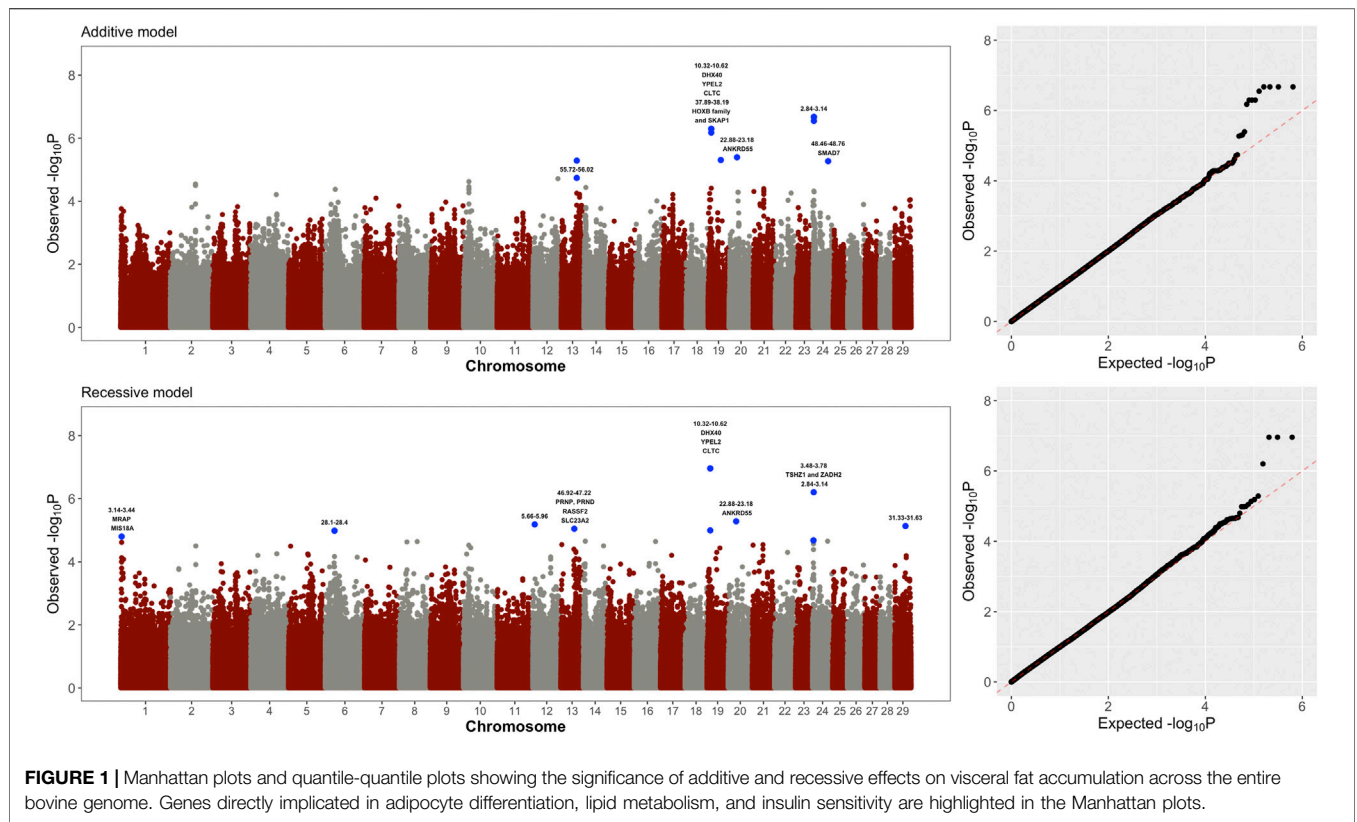 Additive model
Observed -log10P
8
6
4
2
0
55.72-56.02
10.32-10.62
DHX40
YPEL2
CLTC
37.89-38.19
HOXB family
and SKAP1
22.88-23.18
ANKRD55
2.84-3.14
48.46-48.76
SMAD7
1 2 3 4 5 6 7 8 9 10 11 12 13 14 15 16 17 18 19 20 21 22 23 24 25 26 27 28 29
Chromosome
Observed -log10P
8
6
4
2
0
0 2 4 6
Expected -log10P
Recessive model
Observed -log10P
8
6
4
2
0
3.14-3.44
MRAP
MIS18A
28.1-28.4
5.66-5.96
46.92-47.22
PRNP, PRND
RASSF2
SLC23A2
10.32-10.62
DHX40
YPEL2
CLTC
22.88-23.18
ANKRD55
3.48-3.78
TSHZ1 and ZADH2
2.84-3.14
31.33-31.63
1 2 3 4 5 6 7 8 9 10 11 12 13 14 15 16 17 18 19 20 21 22 23 24 25 26 27 28 29
Chromosome
Observed -log10P
8
6
4
2
0
0 2 4 6
Expected -log10P
FIGURE 1 | Manhattan plots and quantile-quantile plots showing the significance of additive and recessive effects on visceral fat accumulation across the entire
bovine genome. Genes directly implicated in adipocyte differentiation, lipid metabolism, and insulin sensitivity are highlighted in the Manhattan plots.